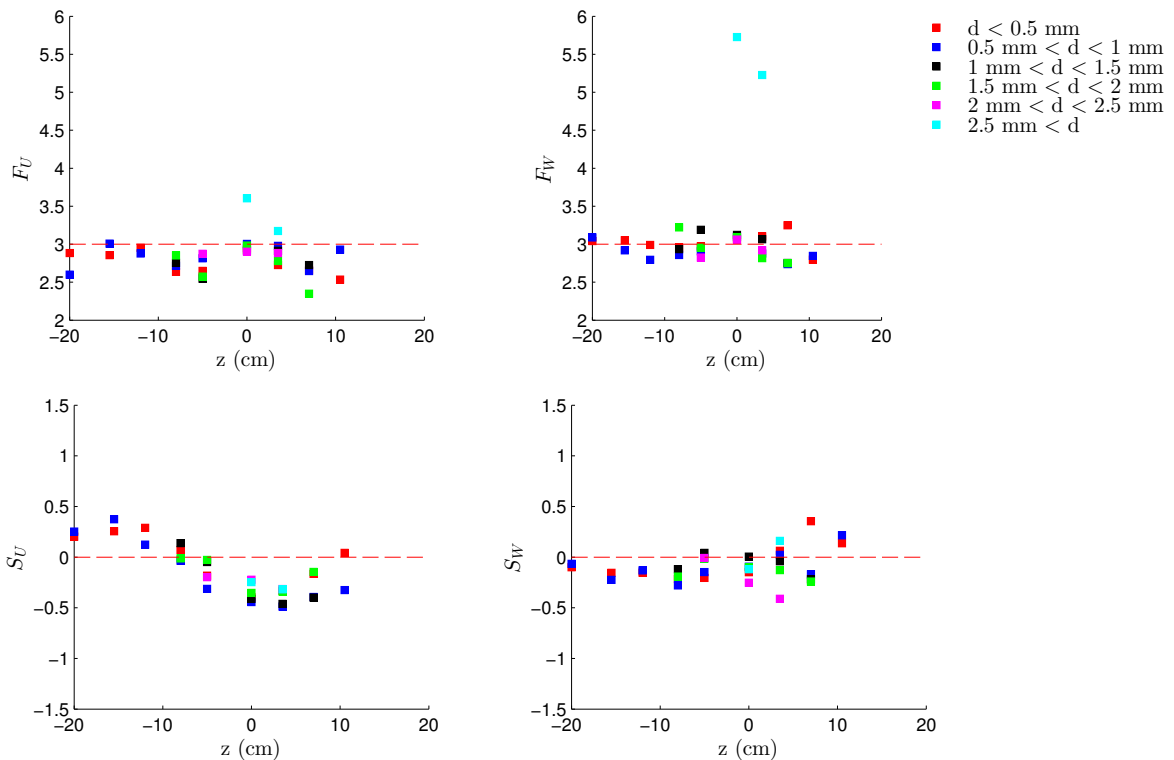 6
5.5
5
4.5
4
3.5
3
2.5
2
F_U
−20 −10 0 10 20
z (cm)
6
5.5
5
4.5
4
3.5
3
2.5
2
F_W
−20 −10 0 10 20
z (cm)
d < 0.5 mm
0.5 mm < d < 1 mm
1 mm < d < 1.5 mm
1.5 mm < d < 2 mm
2 mm < d < 2.5 mm
2.5 mm < d
1.5
1
0.5
0
−0.5
−1
−1.5
S_U
−20 −10 0 10 20
z (cm)
1.5
1
0.5
0
−0.5
−1
−1.5
S_W
−20 −10 0 10 20
z (cm)